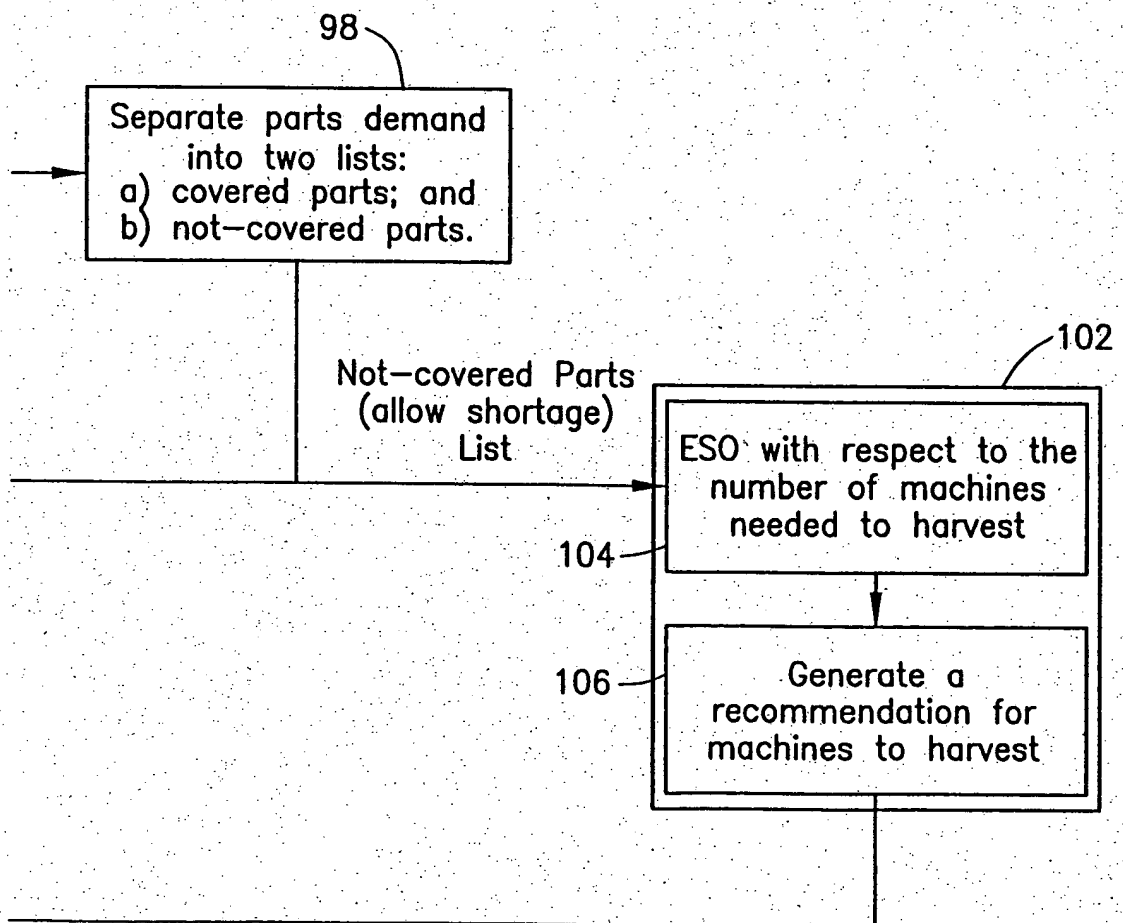 98
Separate parts demand
into two lists:
a) covered parts; and
b) not-covered parts.
102
Not-covered Parts
(allow shortage)
List
ESO with respect to the
number of machines
needed to harvest
104
106
Generate a
recommendation for
machines to harvest